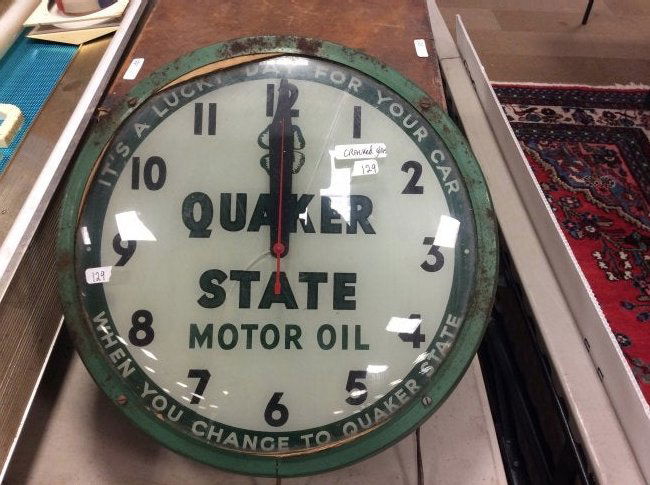 IT'S A LUCKY DAY FOR YOUR CAR
12
11
1
10
2
9
3
8
4
7
5
6
CRACKED
129
QUAKER
STATE
MOTOR OIL
129
WHEN YOU CHANGE TO QUAKER STATE